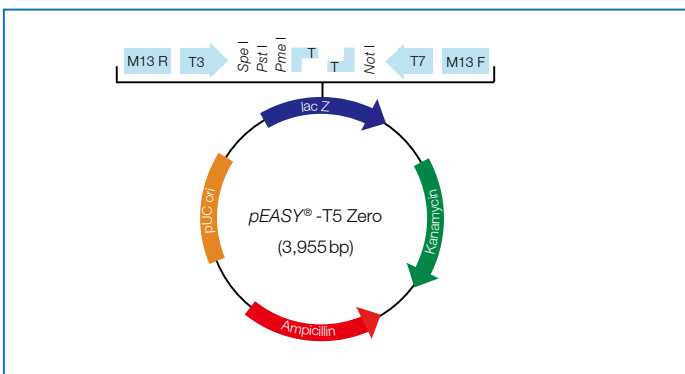 M13 R
T3
Spe I
Pst I
Pme I
T
T
Not I
T7
M13 F
lac Z
pUC ori
Kanamycin
pEASY® -T5 Zero
(3,955 bp)
Ampicillin